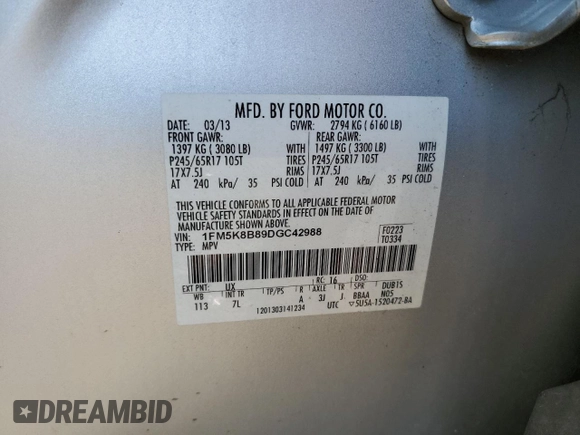 MFD. BY FORD MOTOR CO.
DATE: 03/13 GVWR: 2794 KG ( 6160 LB)
FRONT GAWR: REAR GAWR:
1397 KG ( 3080 LB) WITH 1497 KG ( 3300 LB) WITH
P245/65R17 105T TIRES P245/65R17 105T TIRES
17X7.5J RIMS 17X7.5J RIMS
AT 240 kPa/ 35 PSI COLD AT 240 kPa/ 35 PSI COLD
THIS VEHICLE CONFORMS TO ALL APPLICABLE FEDERAL MOTOR
VEHICLE SAFETY STANDARDS IN EFFECT ON THE DATE OF
MANUFACTURE SHOWN ABOVE.
VIN: 1FM5K8B89DGC42988 F0223
TYPE: MPV T0334
EXT PNT: UX RC: 16 DSO:
WB INT TR TP/PS R AXLE TR SPR DUB1S
113 7L A 3J J BBAA NOS
1201303141234 UTC 5U5A-1520472-BA
DREAMBID